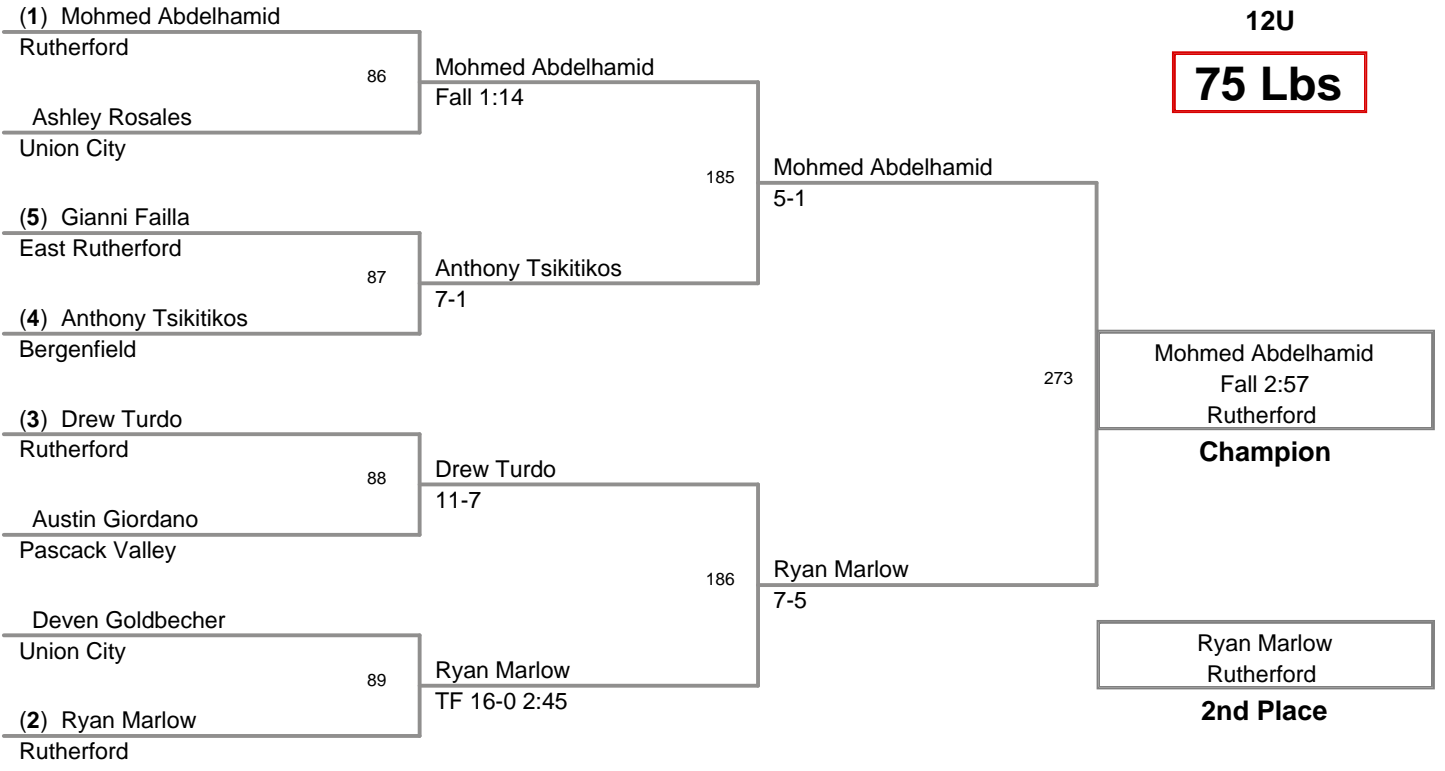 12U
75 Lbs
(1) Mohmed Abdelhamid
Rutherford
86
Ashley Rosales
Union City
Mohmed Abdelhamid
Fall 1:14
(5) Gianni Failla
East Rutherford
87
(4) Anthony Tsikitikos
Bergenfield
Anthony Tsikitikos
7-1
185
Mohmed Abdelhamid
5-1
(3) Drew Turdo
Rutherford
88
Austin Giordano
Pascack Valley
Drew Turdo
11-7
Deven Goldbecher
Union City
89
(2) Ryan Marlow
Rutherford
Ryan Marlow
TF 16-0 2:45
186
Ryan Marlow
7-5
273
Mohmed Abdelhamid
Fall 2:57
Rutherford
Champion
Ryan Marlow
Rutherford
2nd Place